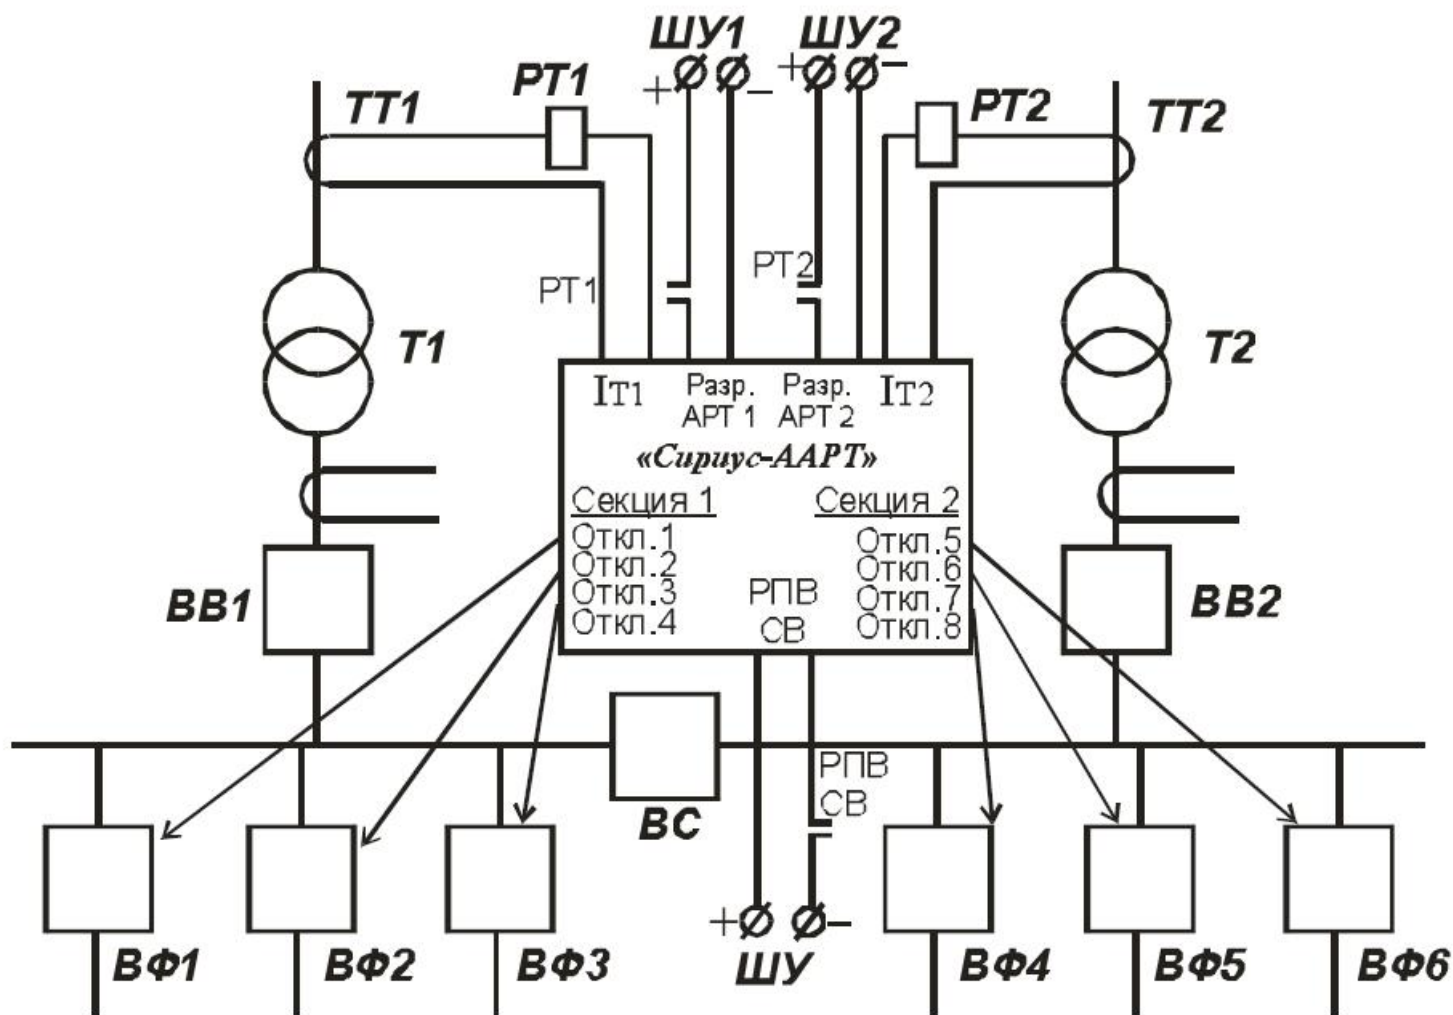 ШУ1
ШУ2
+
–
+
–
РТ1
РТ2
ТТ1
ТТ2
РТ1
РТ2
Т1
Т2
IТ1
Разр.
АРТ 1
Разр.
АРТ 2
IТ2
«Сириус-ААРТ»
Секция 1
Секция 2
Откл.1
Откл.2
Откл.3
Откл.4
Откл.5
Откл.6
Откл.7
Откл.8
РПВ
СВ
ВВ1
ВВ2
ВС
РПВ
СВ
+
–
ШУ
ВФ1
ВФ2
ВФ3
ВФ4
ВФ5
ВФ6